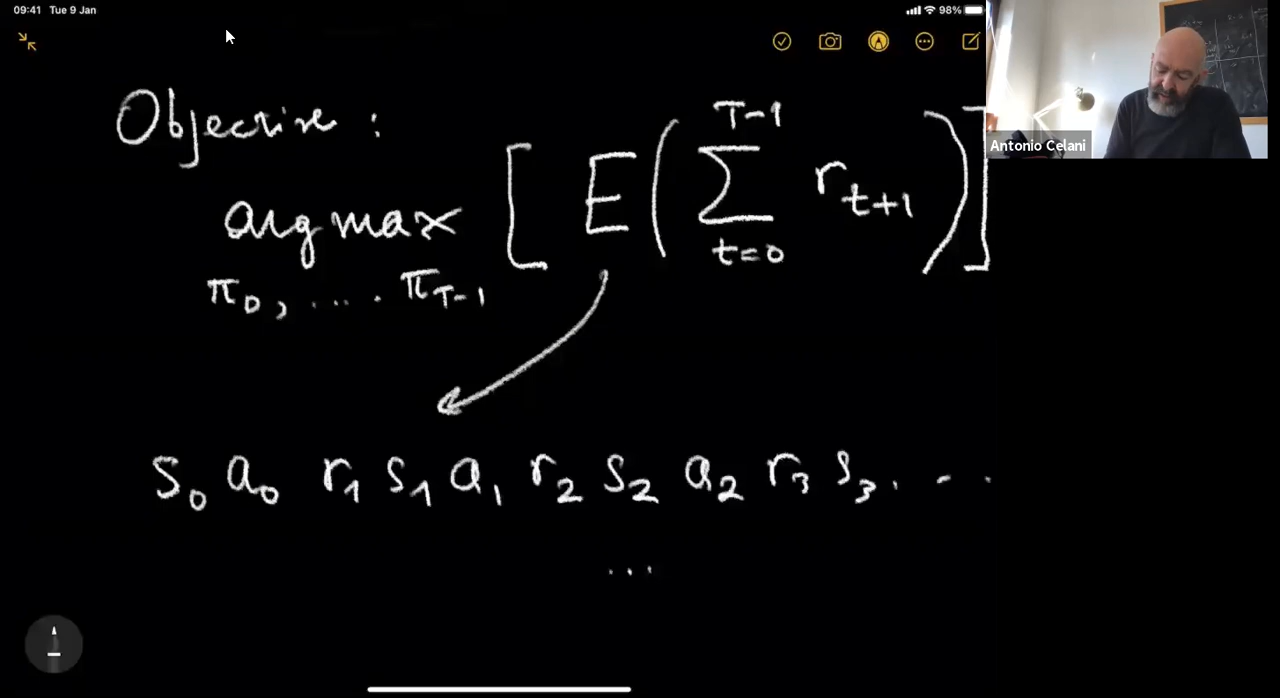 09:41 Tue 9 Jan 98%
Antonio Celani
Objective :
argmax [ E ( ∑ r_{t+1} ) ]
T-1
t=0
π_0, .... π_{T-1}
s_0 a_0 r_1 s_1 a_1 r_2 s_2 a_2 r_3 s_3 . - .
...